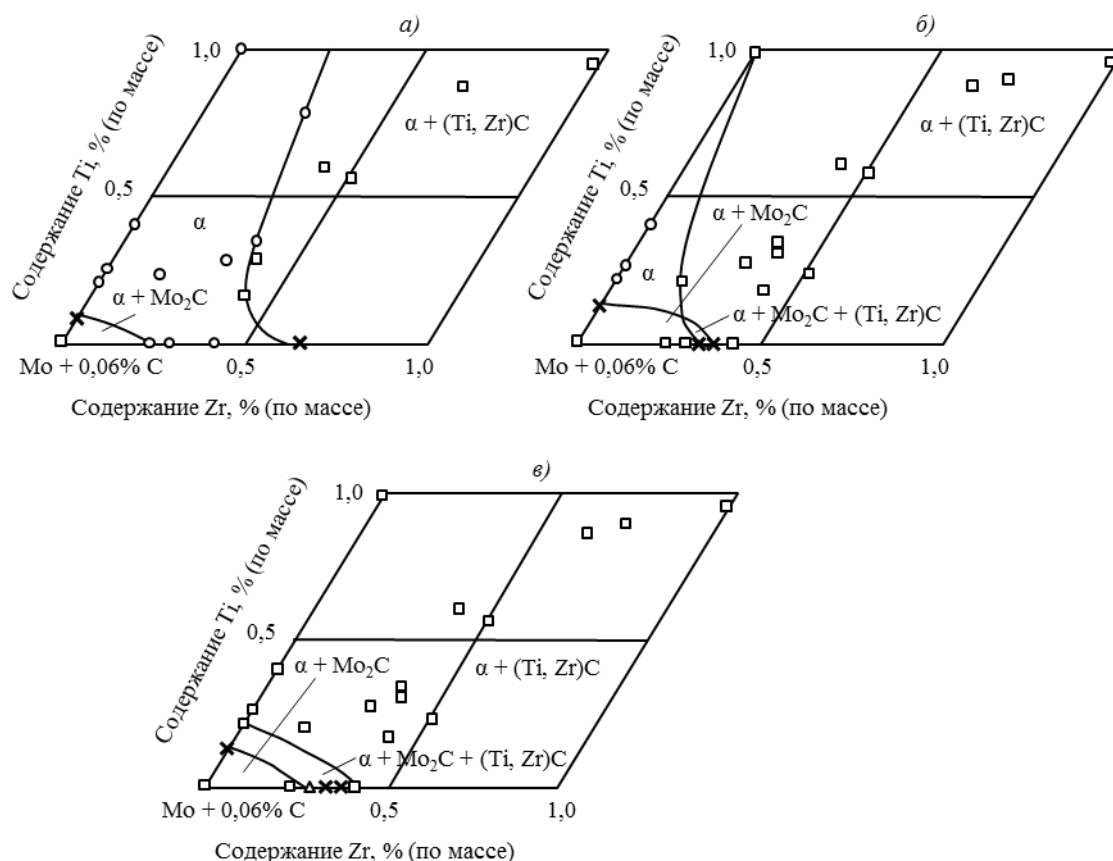 а)
1,0
Содержание Ti, % (по массе)
0,5
α + (Ti, Zr)C
α
α + Mo₂C
Mo + 0,06% C
0,5
1,0
Содержание Zr, % (по массе)
б)
1,0
Содержание Ti, % (по массе)
0,5
α + (Ti, Zr)C
α + Mo₂C
α
α + Mo₂C + (Ti, Zr)C
Mo + 0,06% C
0,5
1,0
Содержание Zr, % (по массе)
в)
1,0
Содержание Ti, % (по массе)
0,5
α + Mo₂C
α + (Ti, Zr)C
α + Mo₂C + (Ti, Zr)C
Mo + 0,06% C
0,5
1,0
Содержание Zr, % (по массе)